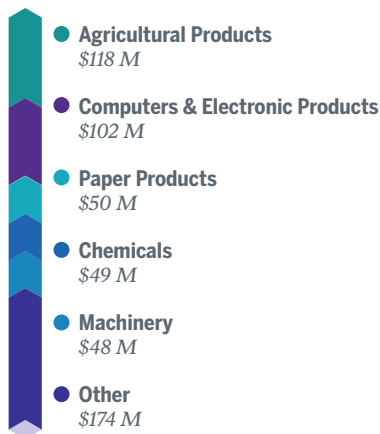 Agricultural Products
$118 M
Computers & Electronic Products
$102 M
Paper Products
$50 M
Chemicals
$49 M
Machinery
$48 M
Other
$174 M